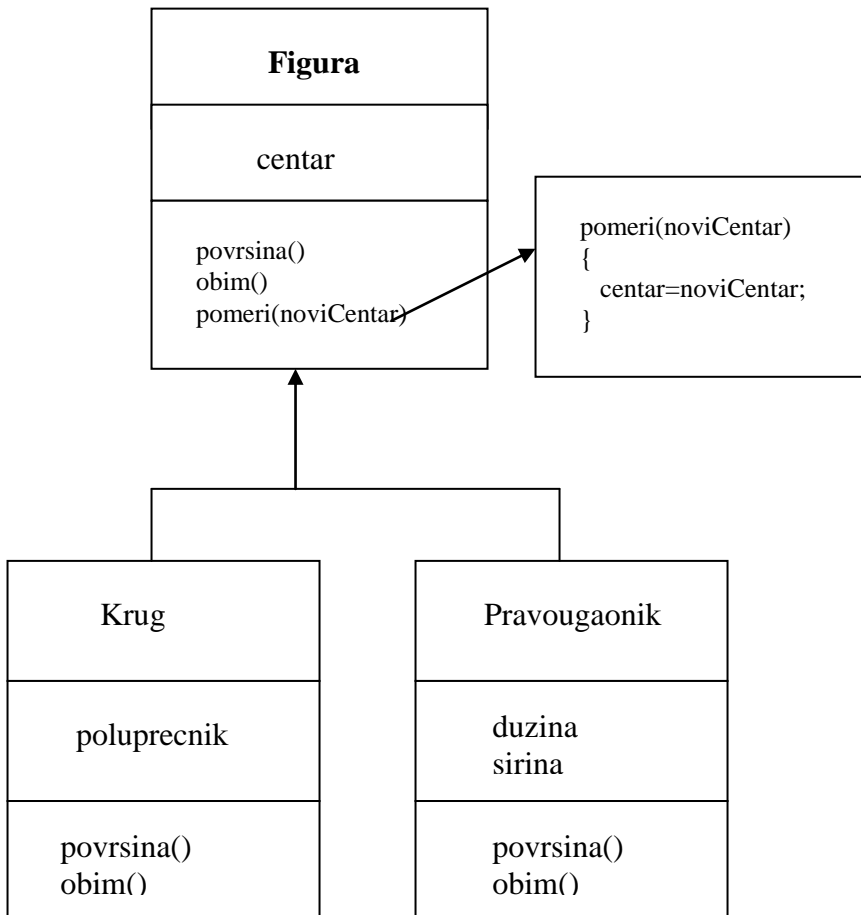 Figura
centar
povrsina()
obim()
pomeri(noviCentar)
pomeri(noviCentar)
{
centar=noviCentar;
}
Krug
poluprecnik
povrsina()
obim()
Pravougaonik
duzina
sirina
povrsina()
obim()